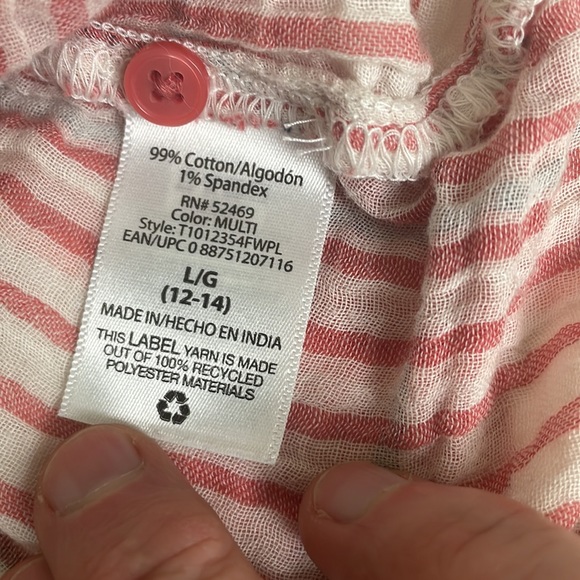 99% Cotton/Algodón
1% Spandex
RN# 52469
Color: MULTI
Style: T1012354FWPL
EAN/UPC 0 88751207116
L/G
(12-14)
MADE IN/HECHO EN INDIA
THIS LABEL YARN IS MADE
OUT OF 100% RECYCLED
POLYESTER MATERIALS